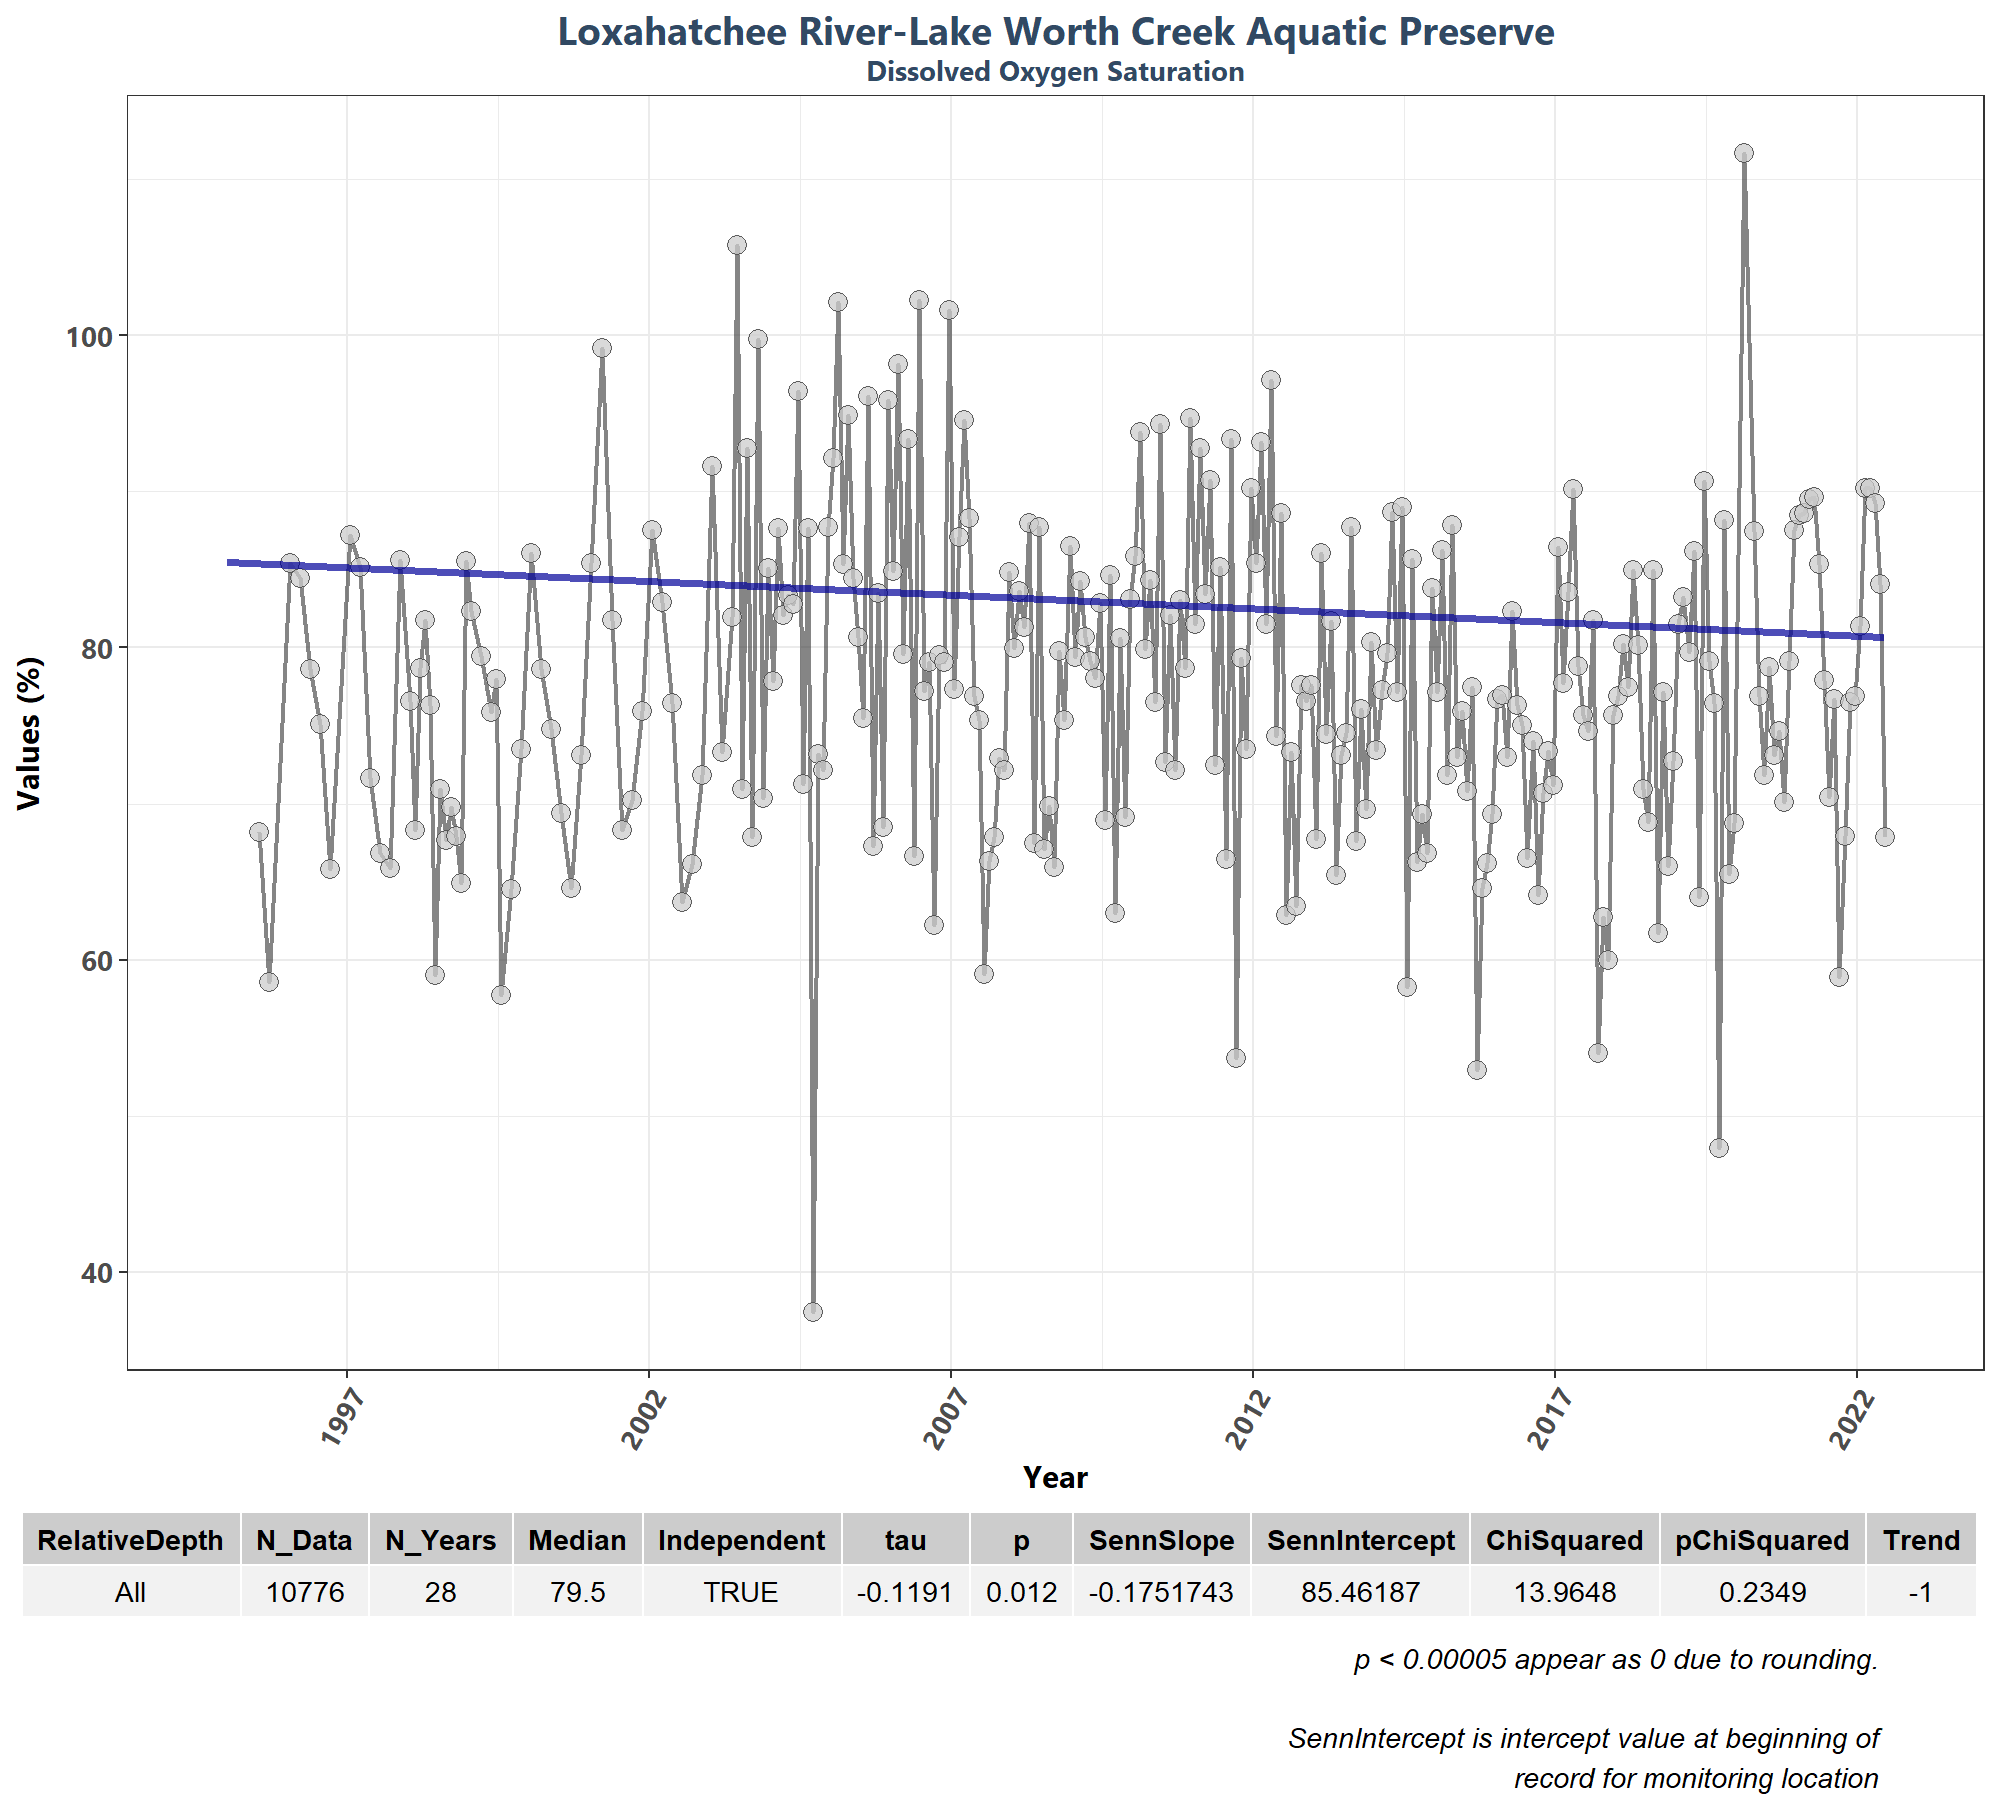 Loxahatchee River-Lake Worth Creek Aquatic Preserve
Dissolved Oxygen Saturation
Values (%)
100
80
60
40
1997 2002 2007 2012 2017 2022
Year
RelativeDepth N_Data N_Years Median Independent tau p SennSlope SennIntercept ChiSquared pChiSquared Trend
All 10776 28 79.5 TRUE -0.1191 0.012 -0.1751743 85.46187 13.9648 0.2349 -1
p < 0.00005 appear as 0 due to rounding.
SennIntercept is intercept value at beginning of
record for monitoring location